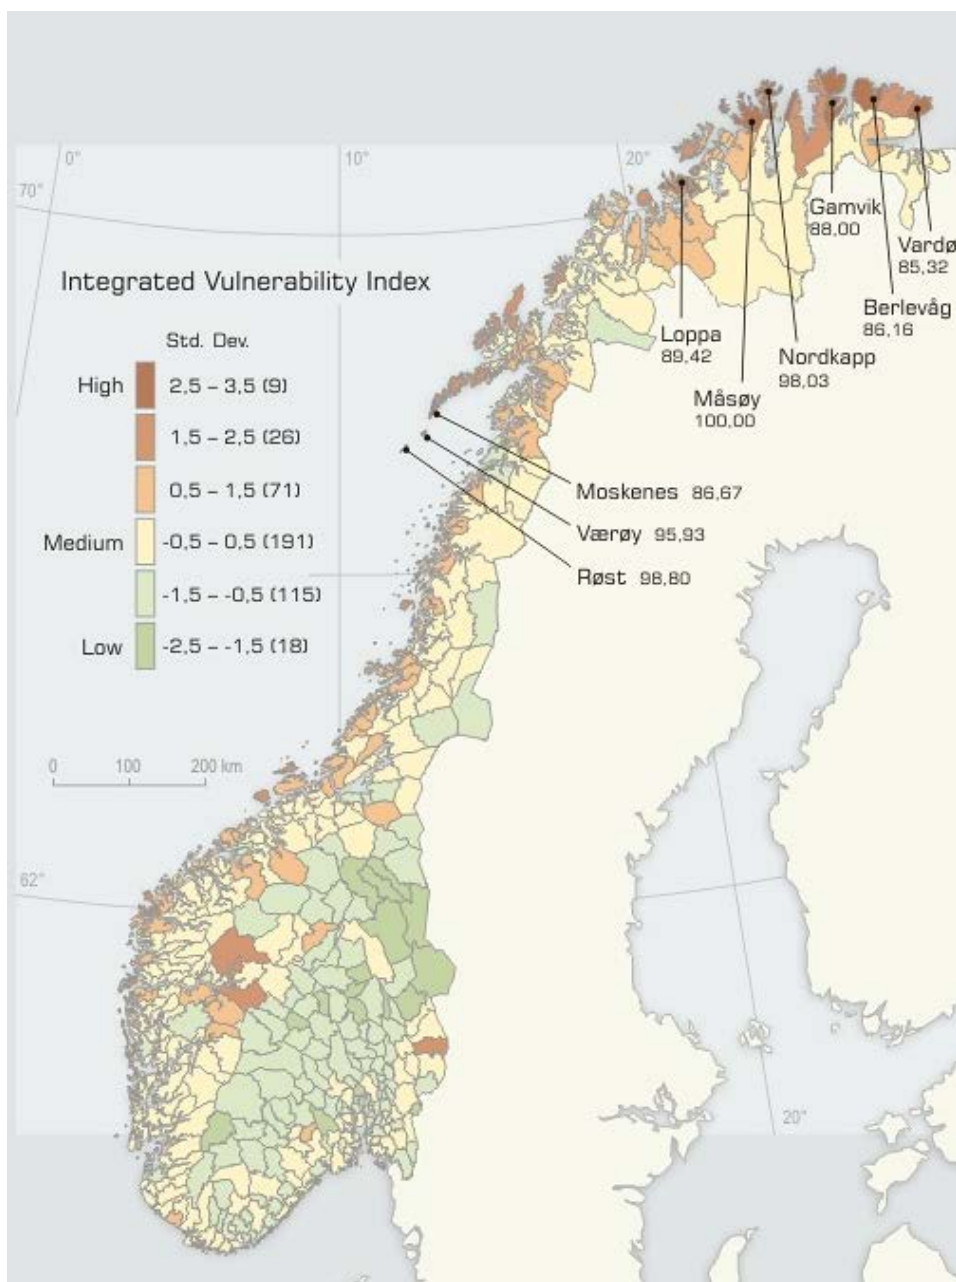 0°
10°
20°
70°
Gamvik
88,00
Vardø
85,32
Integrated Vulnerability Index
Berlevåg
86,16
Loppa
89,42
Nordkapp
98,03
Måsøy
100,00
Std. Dev.
High 2,5 – 3,5 (9)
1,5 – 2,5 (26)
0,5 – 1,5 (71)
Medium -0,5 – 0,5 (191)
-1,5 – -0,5 (115)
Low -2,5 – -1,5 (18)
Moskenes 86,67
Værøy 95,93
Røst 98,80
0 100 200 km
62°
20°